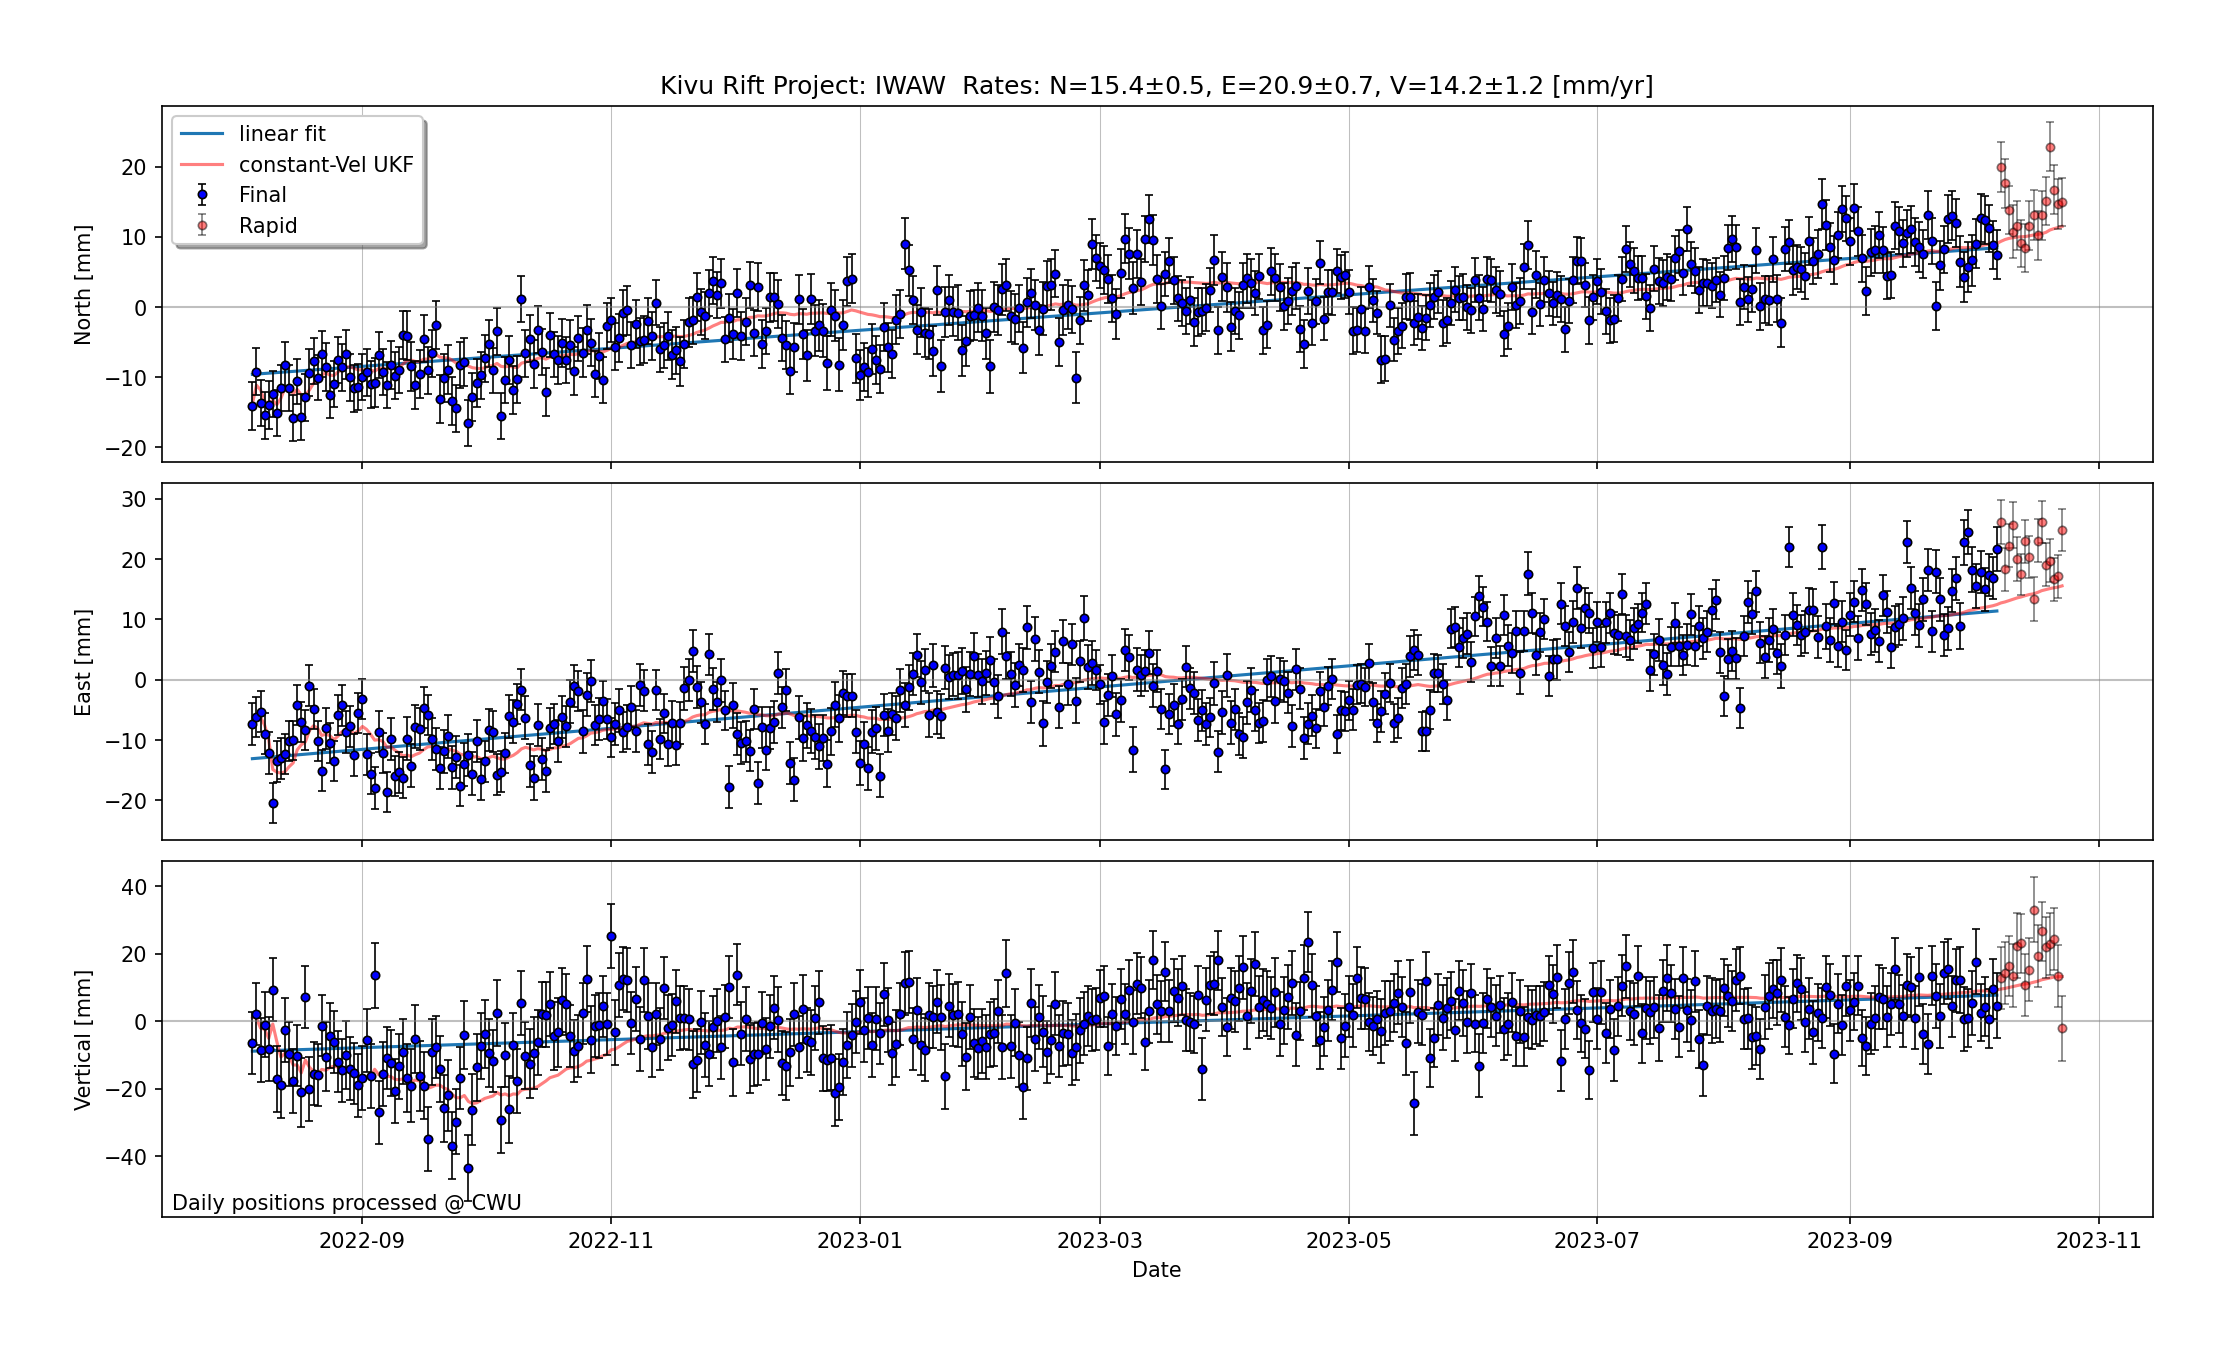 Kivu Rift Project: IWAW  Rates: N=15.4±0.5, E=20.9±0.7, V=14.2±1.2 [mm/yr]
linear fit
constant-Vel UKF
Final
Rapid
North [mm]
20
10
0
−10
−20
East [mm]
30
20
10
0
−10
−20
Vertical [mm]
40
20
0
−20
−40
Daily positions processed @ CWU
2022-09 2022-11 2023-01 2023-03 2023-05 2023-07 2023-09 2023-11
Date